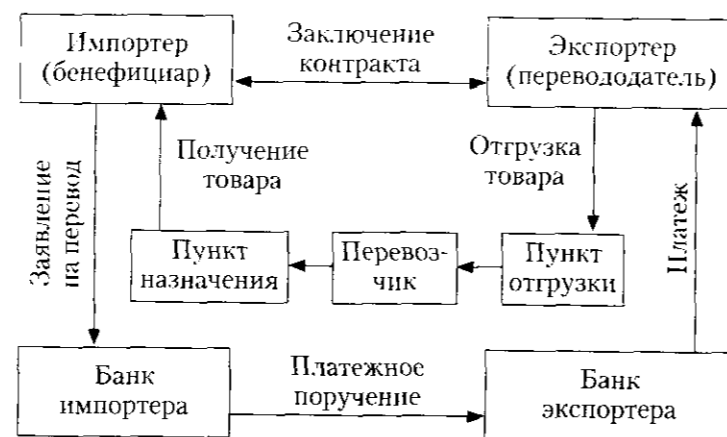 Импортер
(бенефициар)
Заключение
контракта
Экспортер
(перевододатель)
Заявление
на перевод
Получение
товара
Отгрузка
товара
Платеж
Пункт
назначения
Перевоз-
чик
Пункт
отгрузки
Банк
импортера
Платежное
поручение
Банк
экспортера